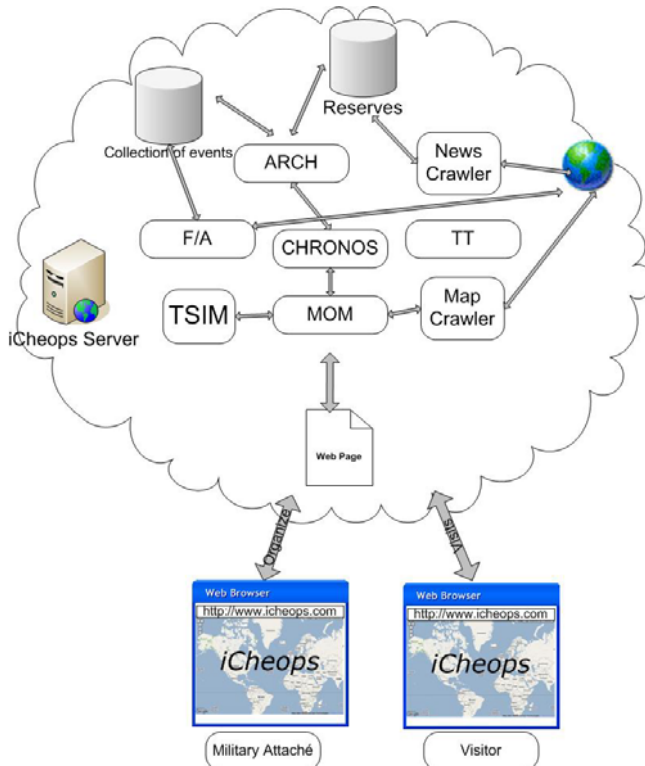 Reserves
Collection of events
ARCH
News
Crawler
F/A
CHRONOS
TT
TSIM
MOM
Map
Crawler
iCheops Server
Web Page
Organize
Visits
Web Browser
http://www.icheops.com
iCheops
Military Attaché
Web Browser
http://www.icheops.com
iCheops
Visitor